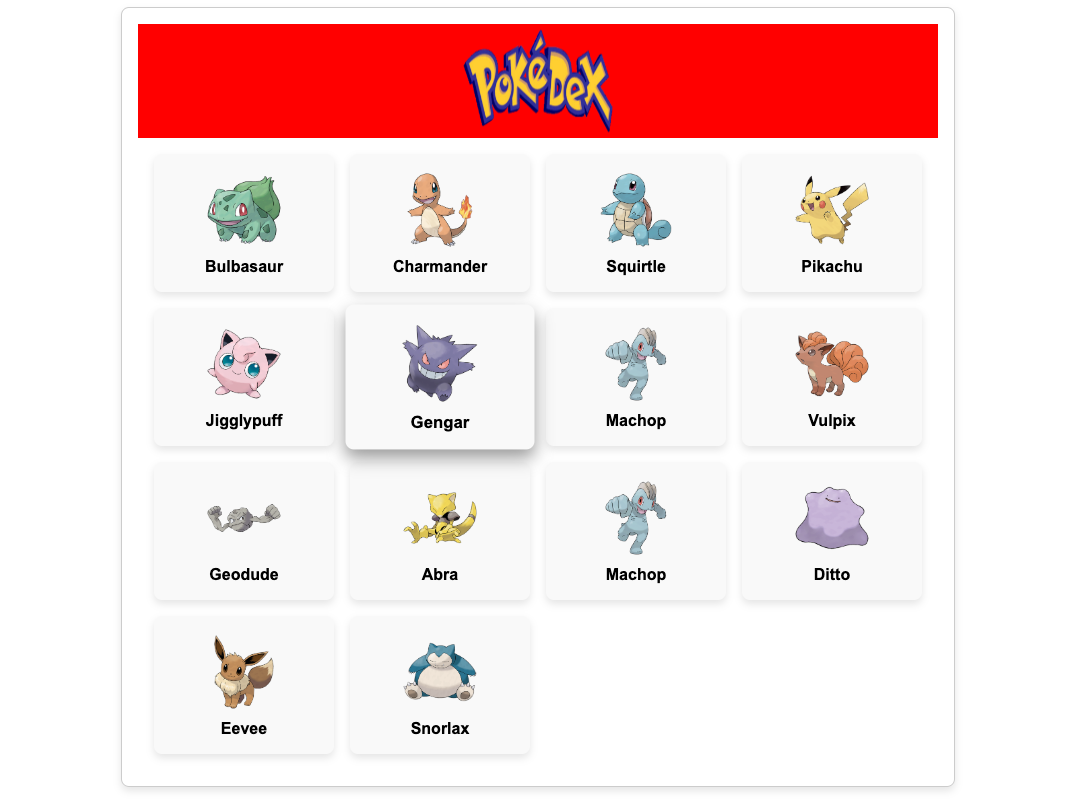 PokéDex
Bulbasaur
Charmander
Squirtle
Pikachu
Jigglypuff
Gengar
Machop
Vulpix
Geodude
Abra
Machop
Ditto
Eevee
Snorlax